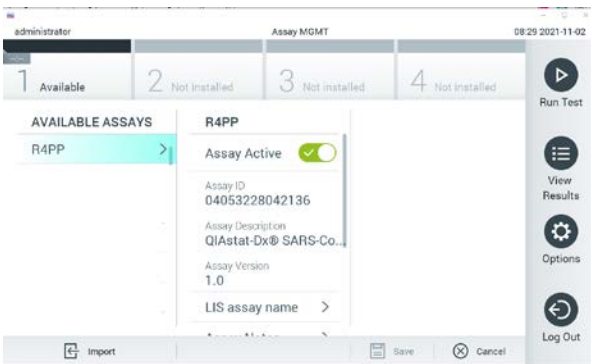 administrator Assay MGMT 08:29 2021-11-02
1 Available 2 Not installed 3 Not installed 4 Not installed
Run Test
AVAILABLE ASSAYS R4PP
R4PP Assay Active
View
Results
Assay ID
04053228042136
Assay Description
QIAstat-Dx® SARS-Co...
Options
Assay Version
1.0
LIS assay name
Import Save Cancel
Log Out